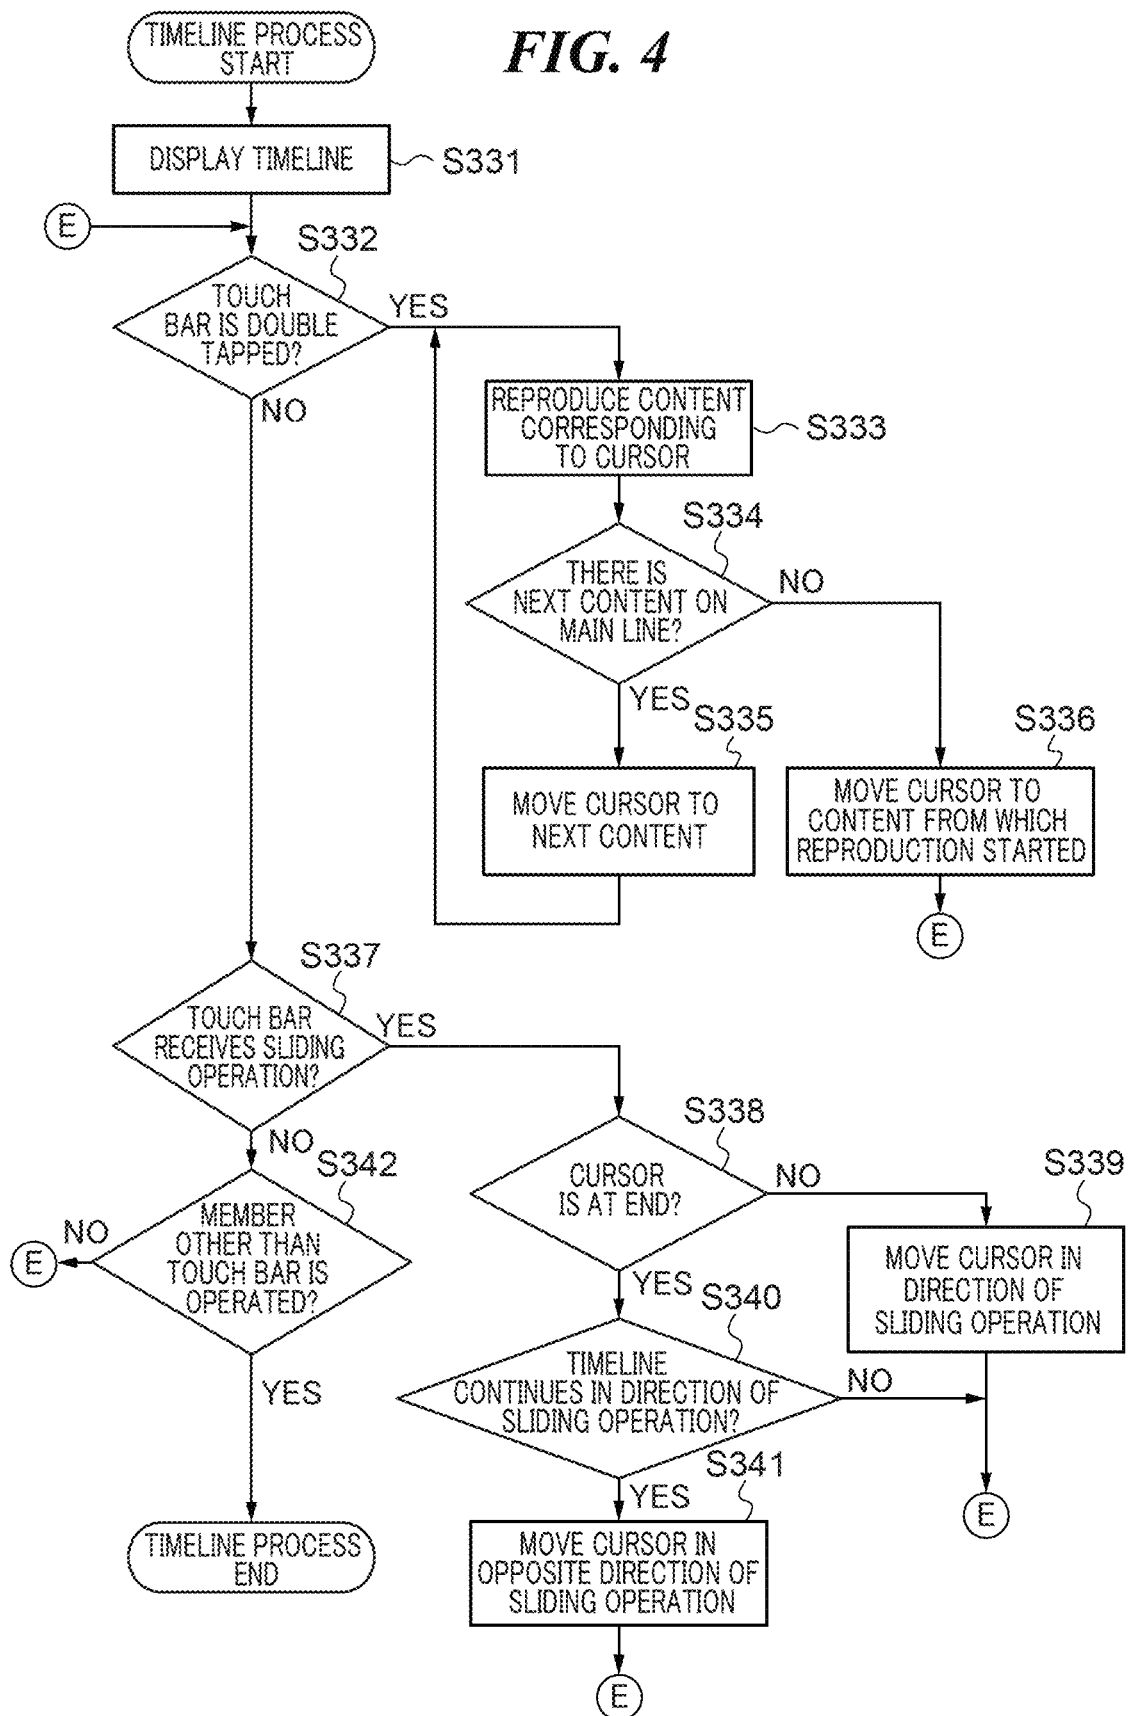 TIMELINE PROCESS
START
FIG. 4
DISPLAY TIMELINE
S331
E
S332
TOUCH
BAR IS DOUBLE
TAPPED?
YES
NO
REPRODUCE CONTENT
CORRESPONDING
TO CURSOR
S333
S334
THERE IS
NEXT CONTENT ON
MAIN LINE?
NO
YES
S335
MOVE CURSOR TO
NEXT CONTENT
S336
MOVE CURSOR TO
CONTENT FROM WHICH
REPRODUCTION STARTED
E
S337
TOUCH BAR
RECEIVES SLIDING
OPERATION?
YES
NO
S338
CURSOR
IS AT END?
NO
YES
S339
MOVE CURSOR IN
DIRECTION OF
SLIDING OPERATION
S342
MEMBER
OTHER THAN
TOUCH BAR IS
OPERATED?
NO
E
YES
S340
TIMELINE
CONTINUES IN DIRECTION OF
SLIDING OPERATION?
NO
YES
E
S341
MOVE CURSOR IN
OPPOSITE DIRECTION OF
SLIDING OPERATION
TIMELINE PROCESS
END
E